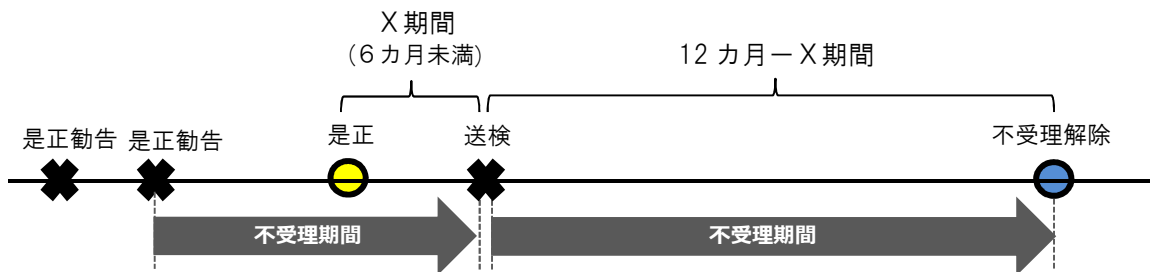 X期間
(6カ月未満)
12カ月－X期間
是正勧告
是正勧告
是正
送検
不受理解除
不受理期間
不受理期間